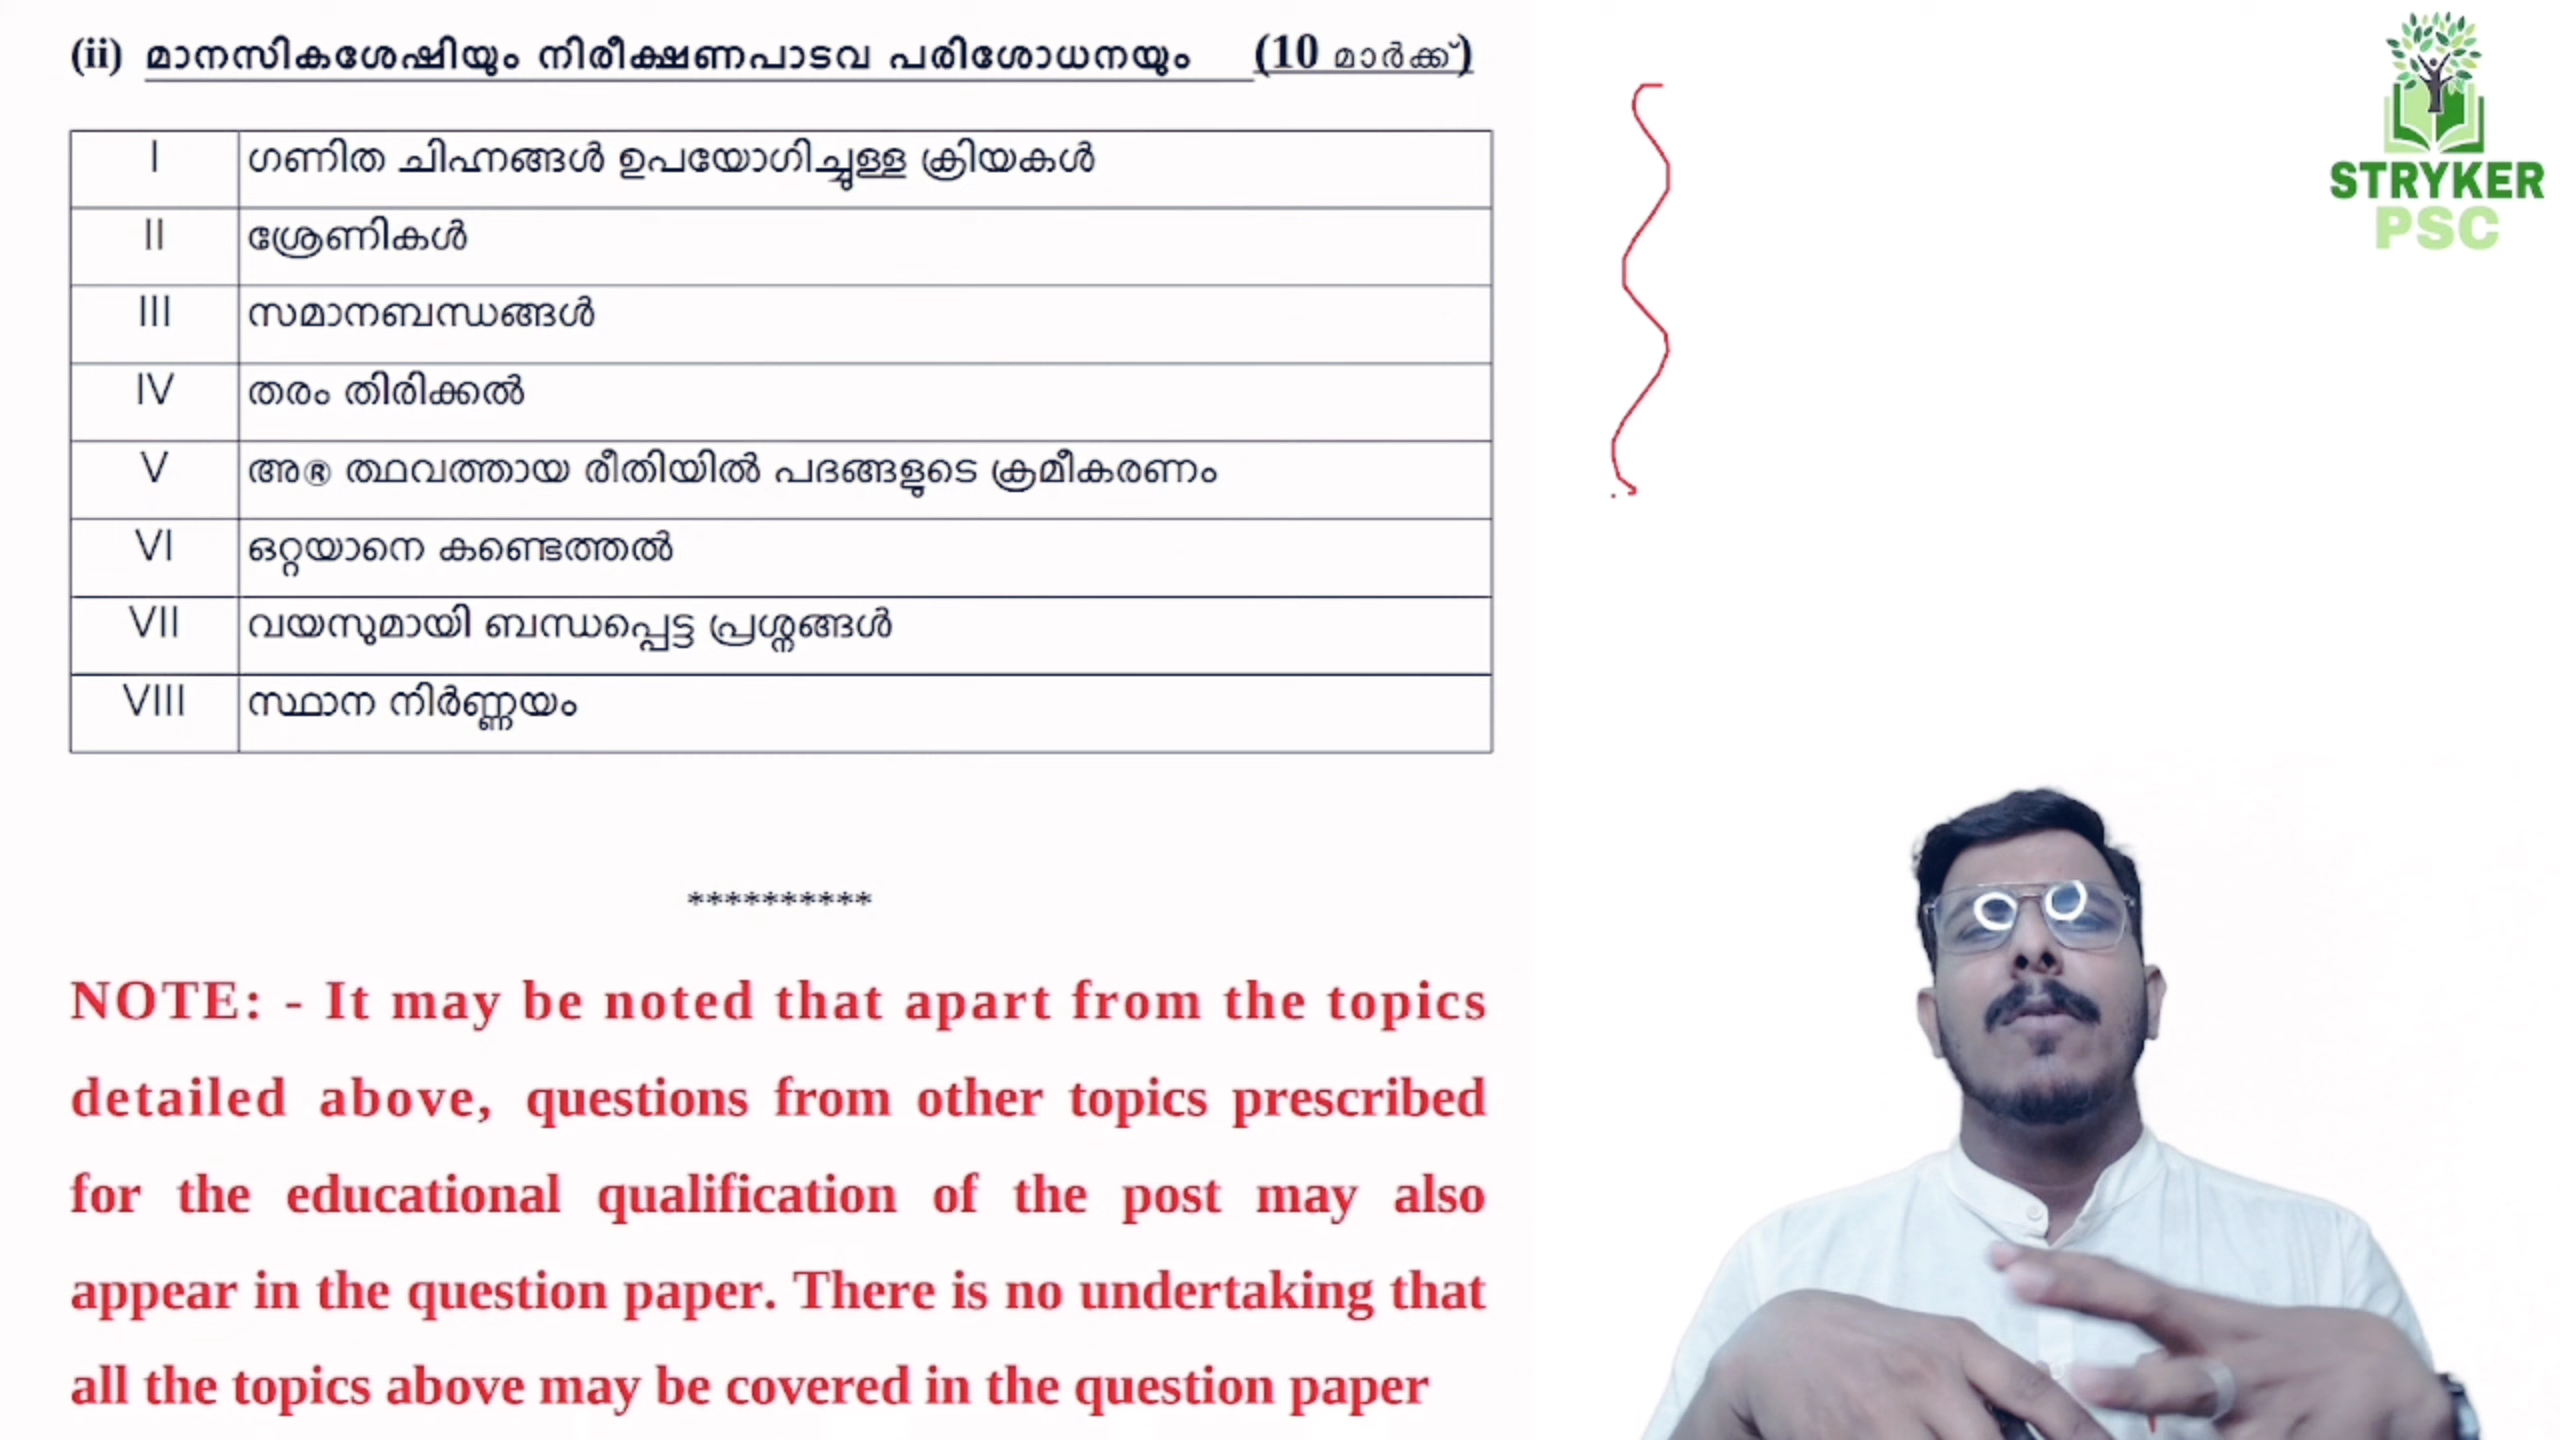 (ii) മാനസികശേഷിയും നിരീക്ഷണപാടവ പരിശോധനയും (10 മാർക്ക്)
I ഗണിത ചിഹ്നങ്ങൾ ഉപയോഗിച്ചുള്ള ക്രിയകൾ
II ശ്രേണികൾ
III സമാനബന്ധങ്ങൾ
IV തരം തിരിക്കൽ
V രീതിയിൽ പദങ്ങളുടെ ക്രമീകരണം
VI ഒറ്റയാനെ കണ്ടെത്തൽ
VII വയസുമായി ബന്ധപ്പെട്ട പ്രശ്നങ്ങൾ
VIII സ്ഥാന നിർണ്ണയം
**********
NOTE: - It may be noted that apart from the topics
detailed above, questions from other topics prescribed
for the educational qualification of the post may also
appear in the question paper. There is no undertaking that
all the topics above may be covered in the question paper
STRYKER
PSC